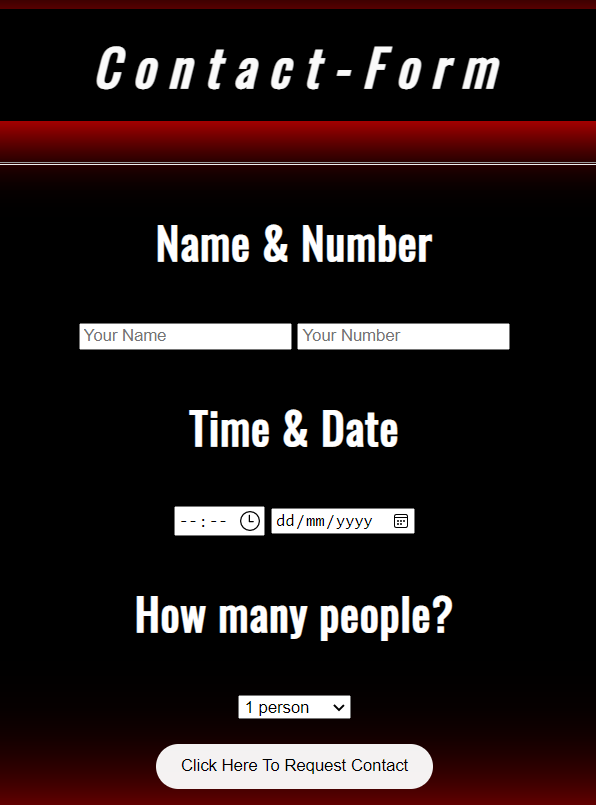 Contact-Form
Name & Number
Your Name Your Number
Time & Date
--:-- dd/mm/yyyy
How many people?
1 person
Click Here To Request Contact